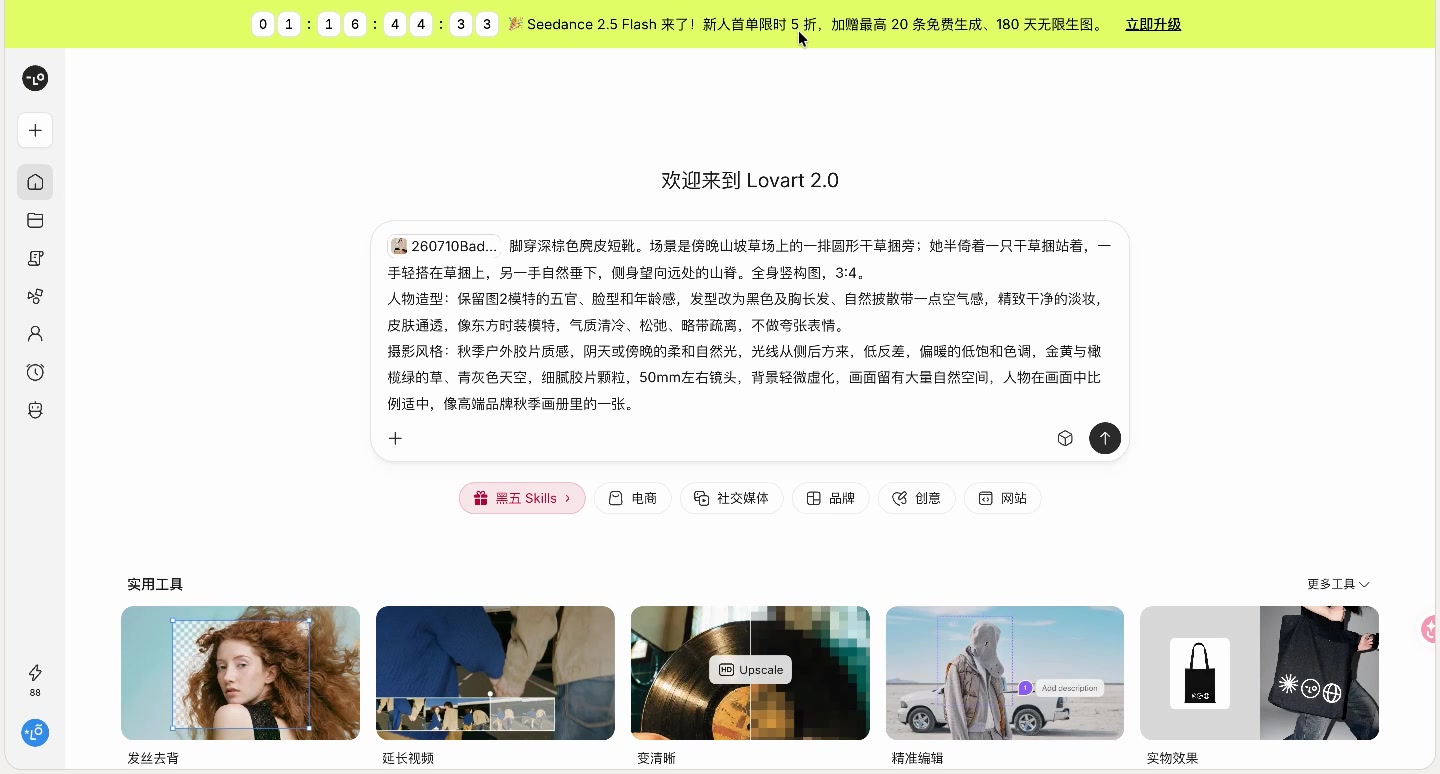 01:16:44:33 🎉 Seedance 2.5 Flash 来了！新人首单限时 5 折，加赠最高 20 条免费生成、180 天无限生图。 立即升级
欢迎来到 Lovart 2.0
260710Bad... 脚穿深棕色麂皮短靴。场景是傍晚山坡草场上的一排圆形干草捆旁；她半倚着一只干草捆站着，一
手轻搭在草捆上，另一手自然垂下，侧身望向远处的山脊。全身竖构图，3:4。
人物造型：保留图2模特的五官、脸型和年龄感，发型改为黑色及胸长发、自然披散带一点空气感，精致干净的淡妆，
皮肤通透，像东方时装模特，气质清冷、松弛、略带疏离，不做夸张表情。
摄影风格：秋季户外胶片质感，阴天或傍晚的柔和自然光，光线从侧后方来，低反差，偏暖的低饱和色调，金黄与橄
榄绿的草、青灰色天空，细腻胶片颗粒，50mm左右镜头，背景轻微虚化，画面留有大量自然空间，人物在画面中比
例适中，像高端品牌秋季画册里的一张。
黑五 Skills 电商 社交媒体 品牌 创意 网站
实用工具 更多工具
HD Upscale
1 Add description
88
发丝去背 延长视频 变清晰 精准编辑 实物效果